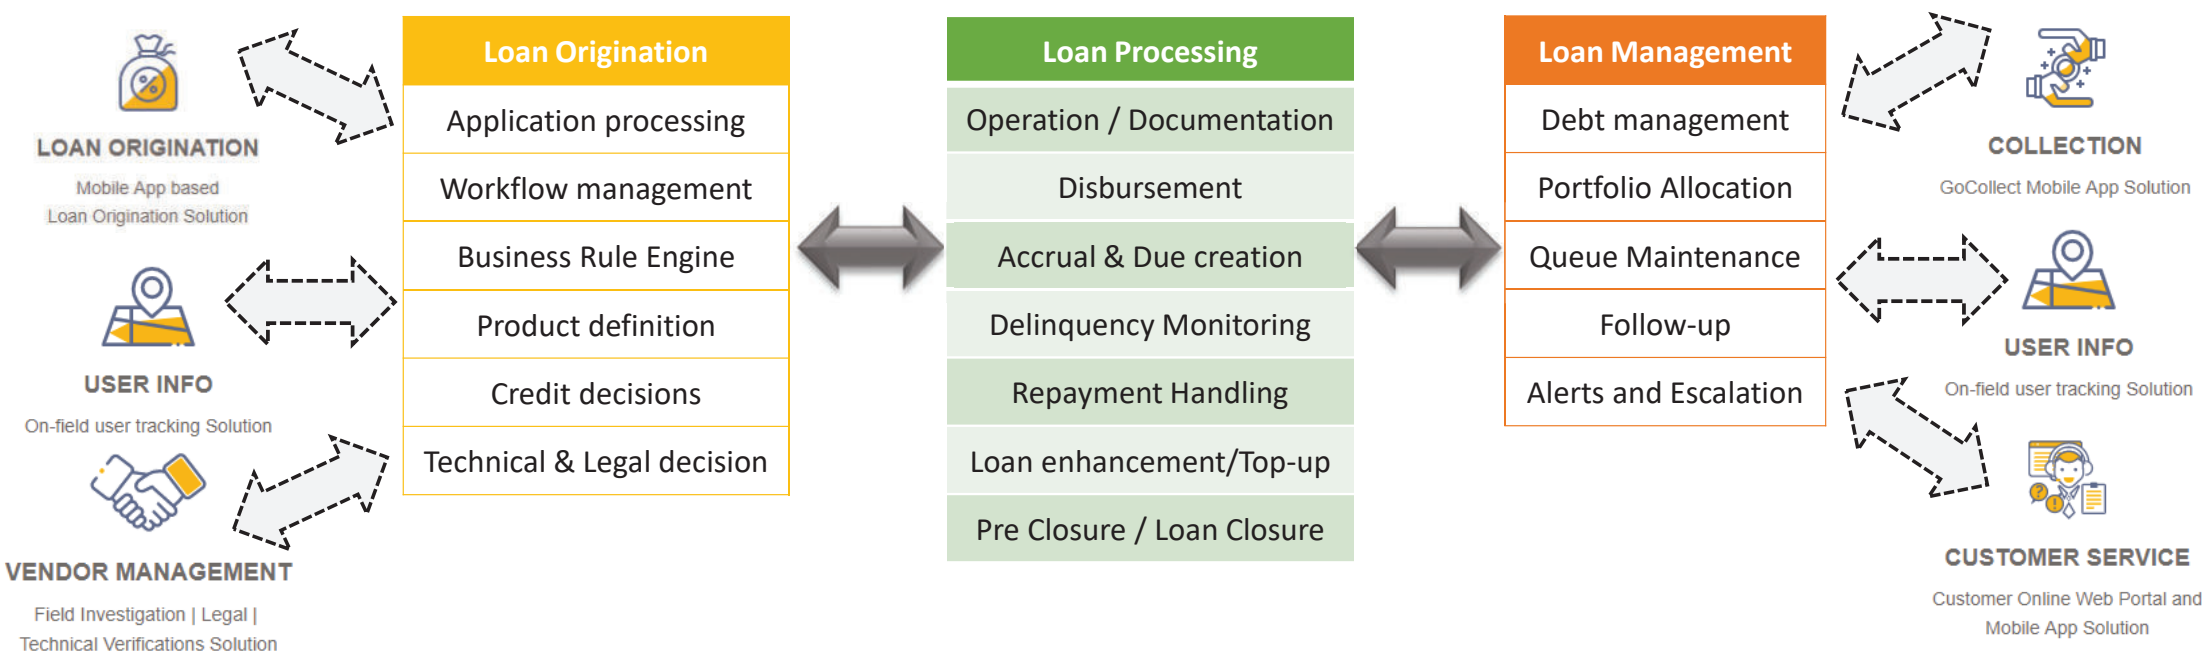 LOAN ORIGINATION
Mobile App based
Loan Origination Solution
USER INFO
On-field user tracking Solution
VENDOR MANAGEMENT
Field Investigation | Legal |
Technical Verifications Solution
Loan Origination
Application processing
Workflow management
Business Rule Engine
Product definition
Credit decisions
Technical & Legal decision
Loan Processing
Operation / Documentation
Disbursement
Accrual & Due creation
Delinquency Monitoring
Repayment Handling
Loan enhancement/Top-up
Pre Closure / Loan Closure
Loan Management
Debt management
Portfolio Allocation
Queue Maintenance
Follow-up
Alerts and Escalation
COLLECTION
GoCollect Mobile App Solution
USER INFO
On-field user tracking Solution
CUSTOMER SERVICE
Customer Online Web Portal and
Mobile App Solution